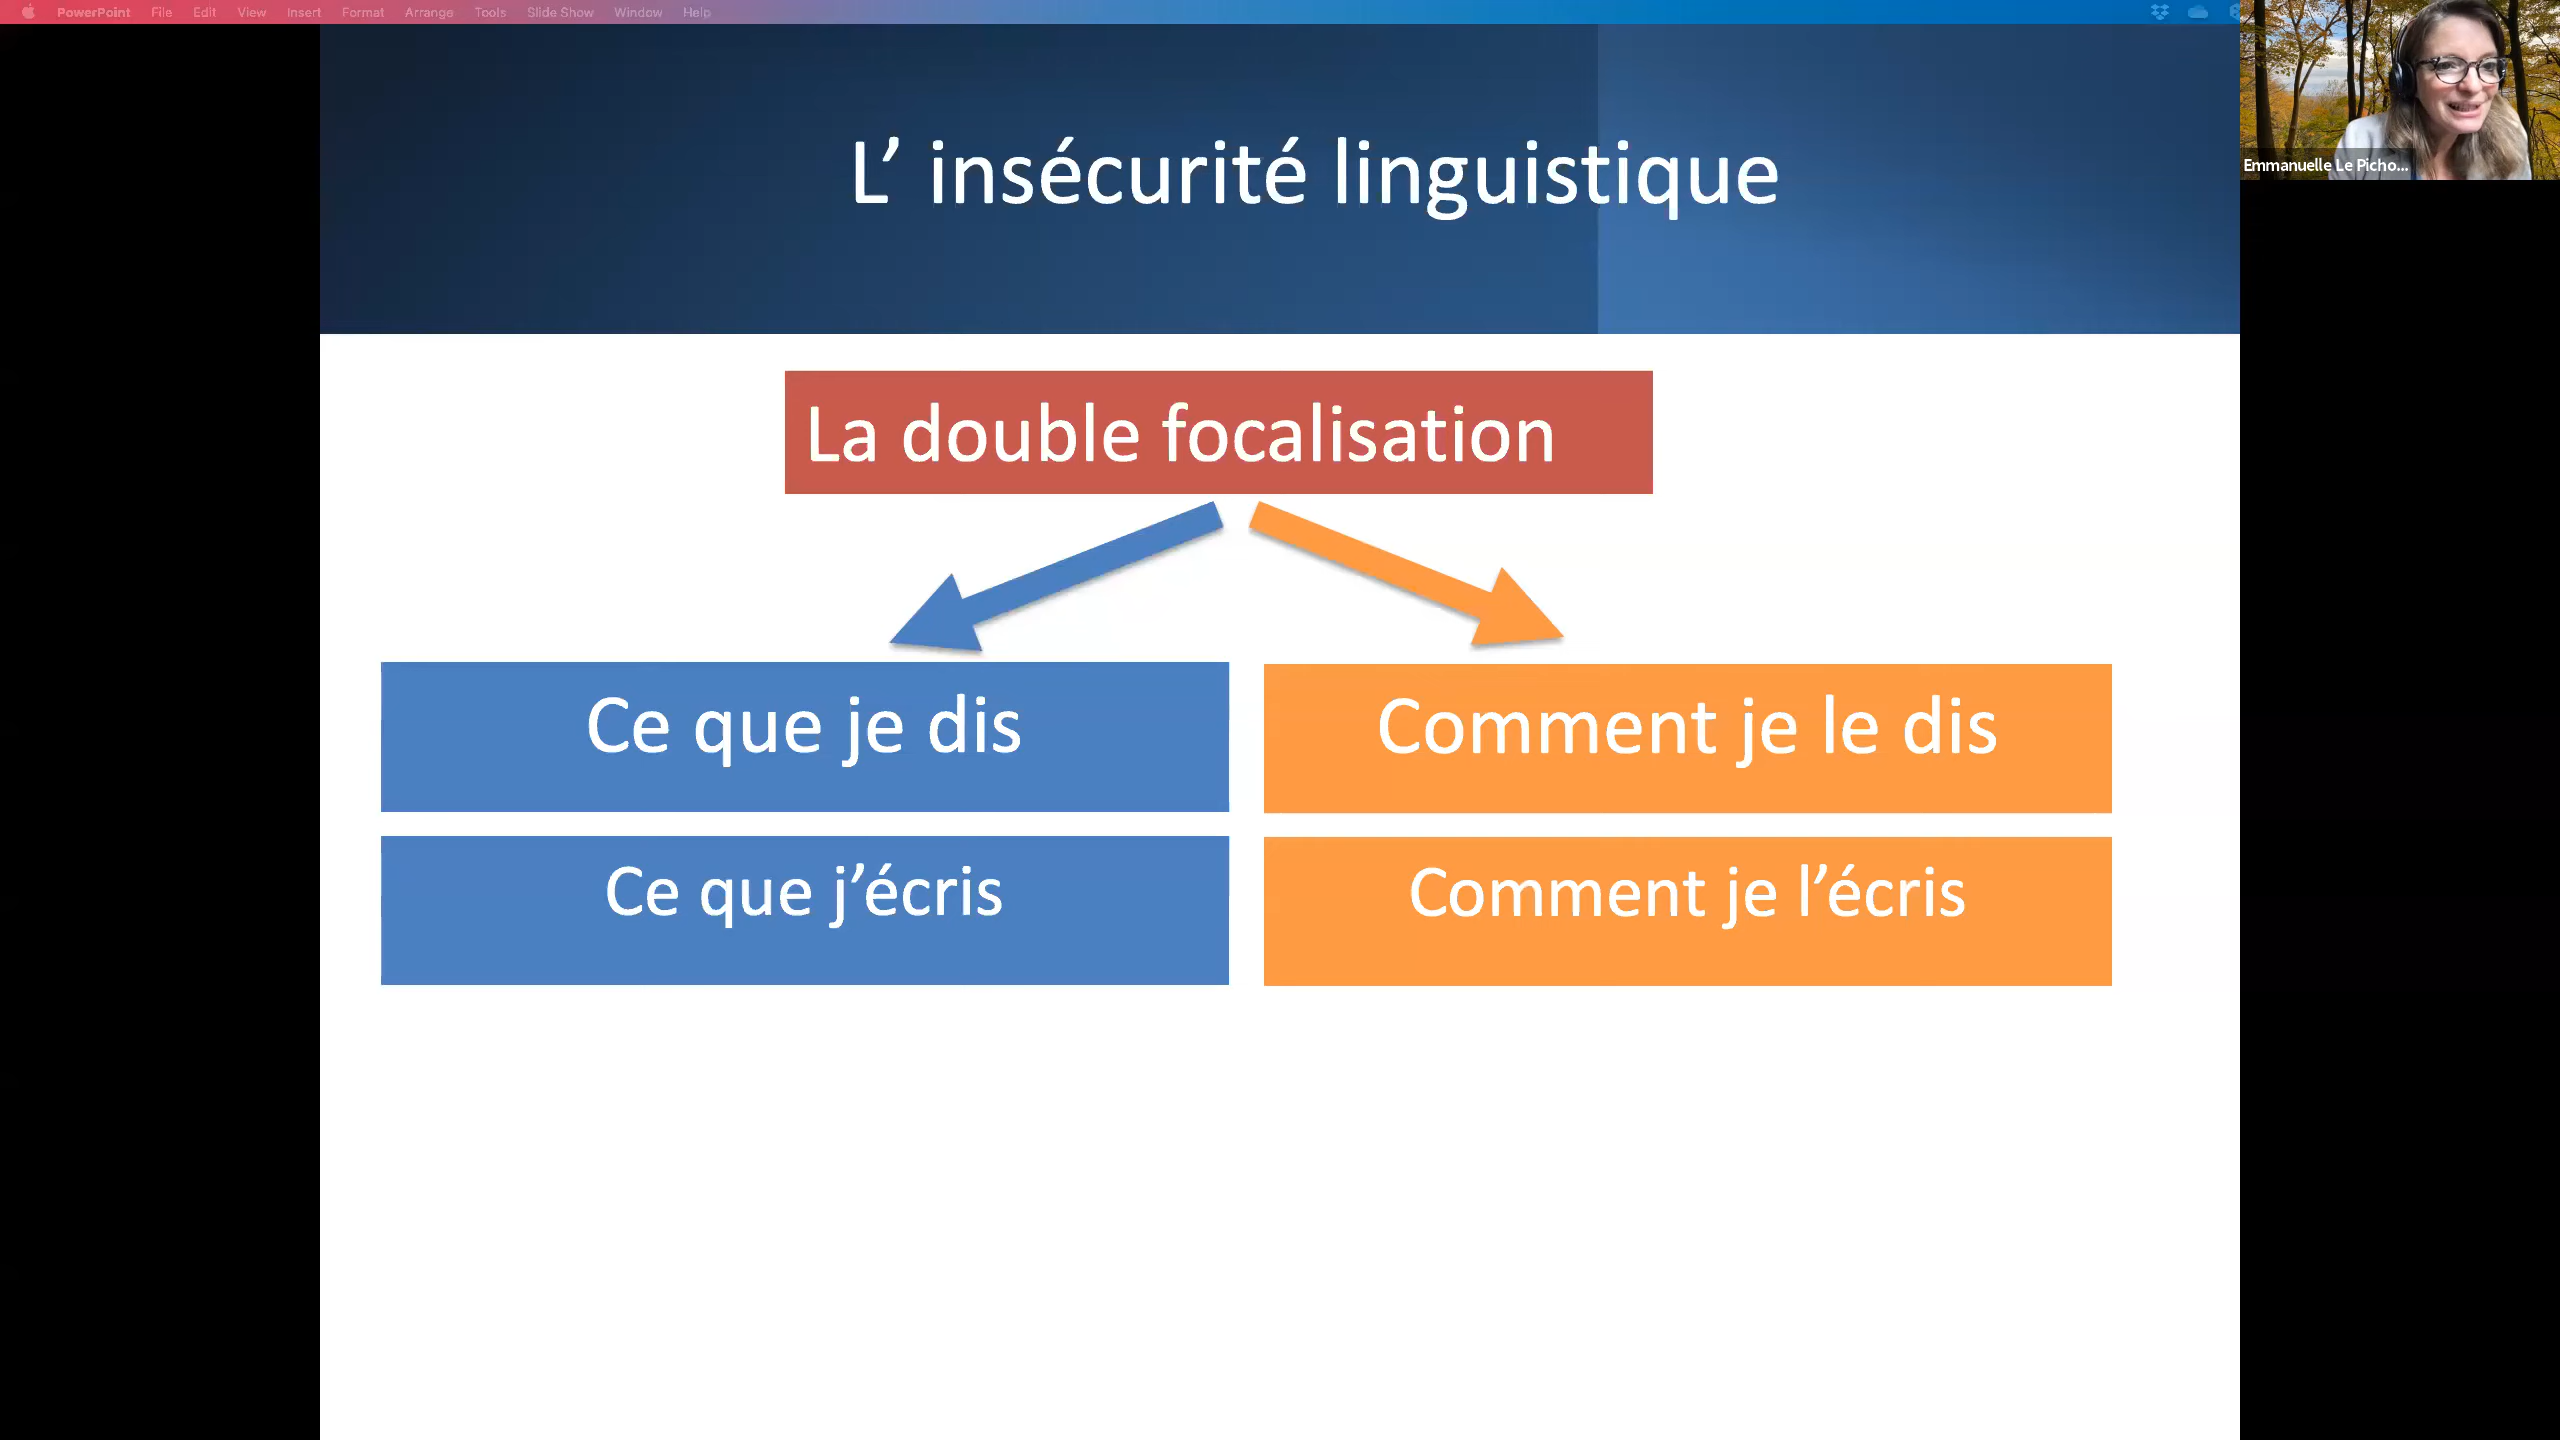 PowerPoint File Edit View Insert Format Arrange Tools Slide Show Window Help
Emmanuelle Le Picho...
L’ insécurité linguistique
La double focalisation
Ce que je dis
Comment je le dis
Ce que j’écris
Comment je l’écris